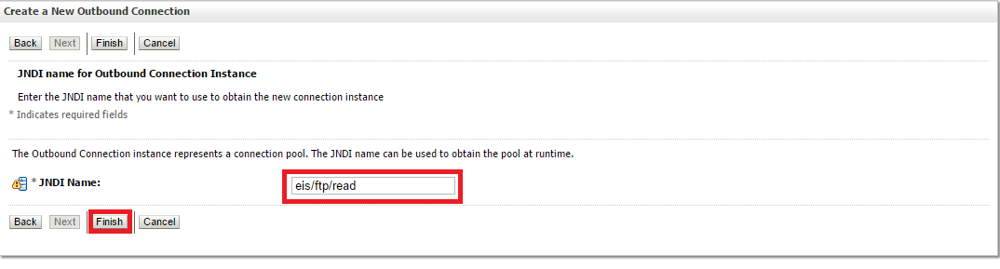 Create a New Outbound Connection
Back Next Finish Cancel
JNDI name for Outbound Connection Instance
Enter the JNDI name that you want to use to obtain the new connection instance
* Indicates required fields
The Outbound Connection instance represents a connection pool. The JNDI name can be used to obtain the pool at runtime.
* JNDI Name: eis/ftp/read
Back Next Finish Cancel